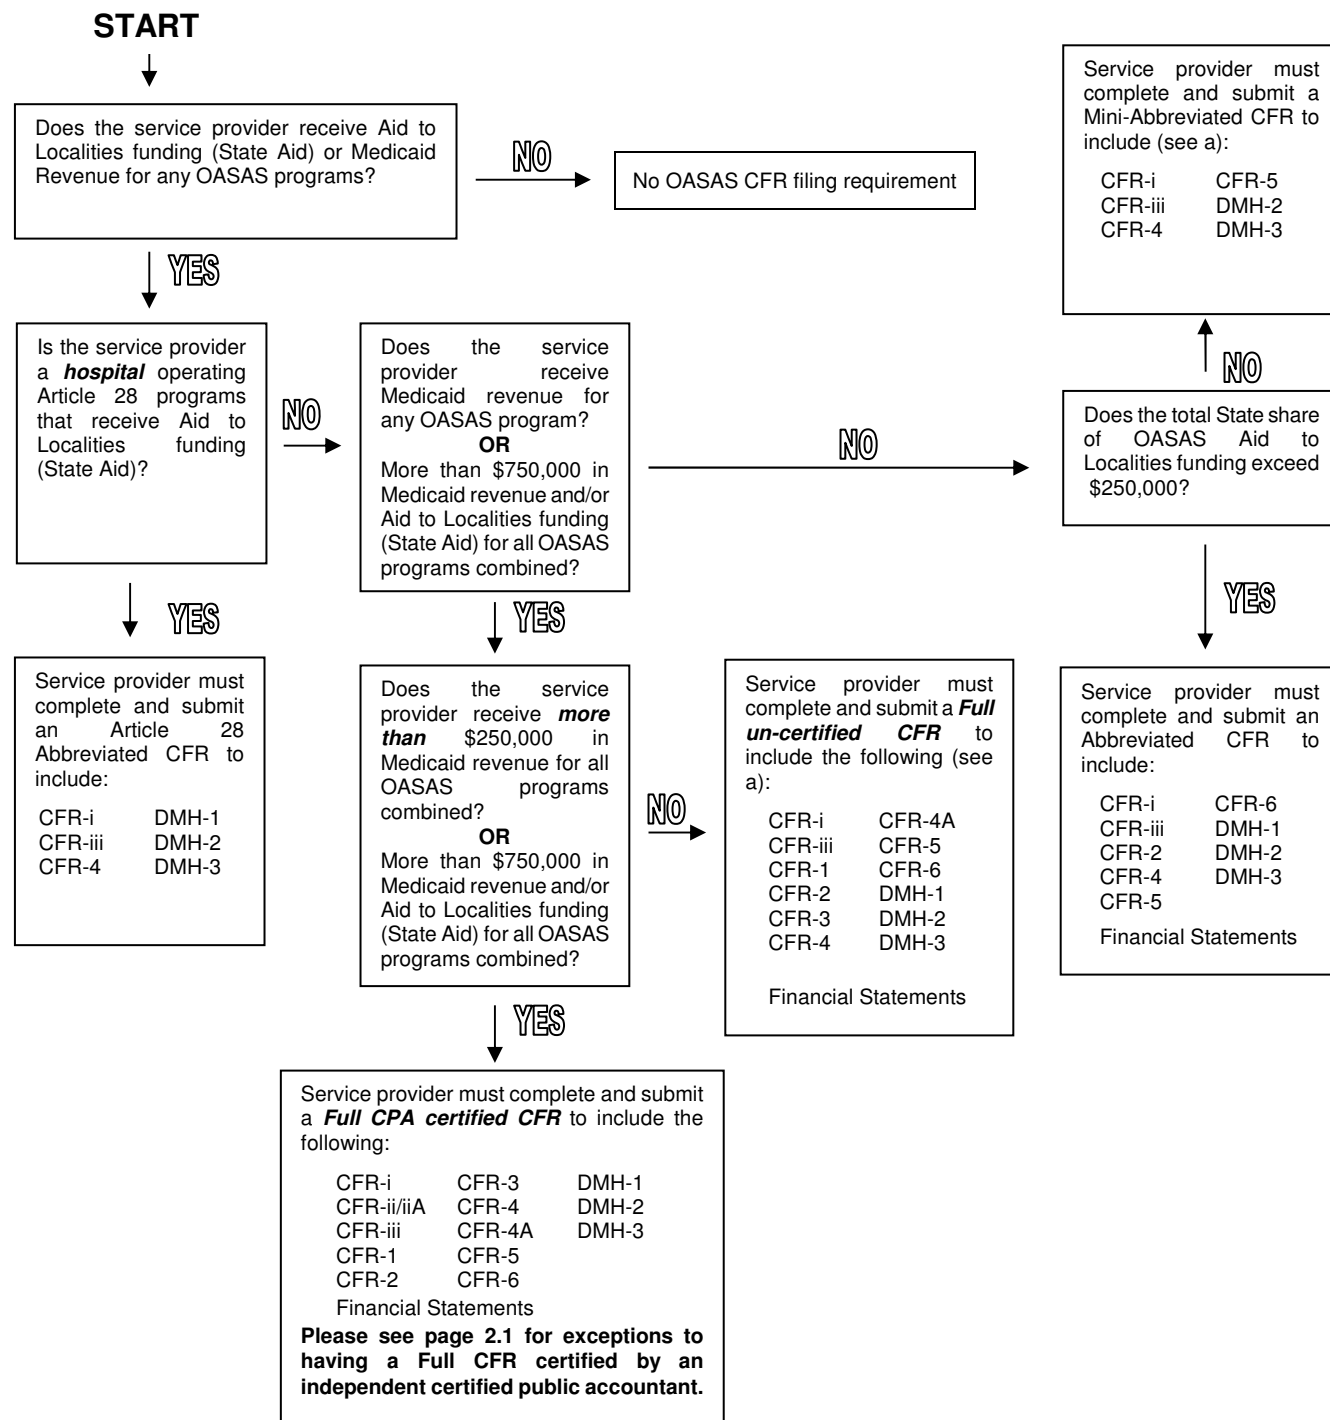 START
Does the service provider receive Aid to
Localities funding (State Aid) or Medicaid
Revenue for any OASAS programs?
NO
No OASAS CFR filing requirement
YES
Is the service provider
a hospital operating
Article 28 programs
that receive Aid to
Localities funding
(State Aid)?
NO
Does the service
provider receive
Medicaid revenue for
any OASAS program?
OR
More than $750,000 in
Medicaid revenue and/or
Aid to Localities funding
(State Aid) for all OASAS
programs combined?
NO
Does the total State share
of OASAS Aid to
Localities funding exceed
$250,000?
NO
Service provider must
complete and submit a
Mini-Abbreviated CFR to
include (see a):
CFR-i CFR-5
CFR-iii DMH-2
CFR-4 DMH-3
YES
Service provider must
complete and submit an
Abbreviated CFR to
include:
CFR-i CFR-6
CFR-iii DMH-1
CFR-2 DMH-2
CFR-4 DMH-3
CFR-5
Financial Statements
YES
Service provider must
complete and submit
an Article 28
Abbreviated CFR to
include:
CFR-i DMH-1
CFR-iii DMH-2
CFR-4 DMH-3
YES
Does the service
provider receive more
than $250,000 in
Medicaid revenue for all
OASAS programs
combined?
OR
More than $750,000 in
Medicaid revenue and/or
Aid to Localities funding
(State Aid) for all OASAS
programs combined?
NO
Service provider must
complete and submit a Full
un-certified CFR to
include the following (see
a):
CFR-i CFR-4A
CFR-iii CFR-5
CFR-1 CFR-6
CFR-2 DMH-1
CFR-3 DMH-2
CFR-4 DMH-3
Financial Statements
YES
Service provider must complete and submit
a Full CPA certified CFR to include the
following:
CFR-i CFR-3 DMH-1
CFR-ii/iiA CFR-4 DMH-2
CFR-iii CFR-4A DMH-3
CFR-1 CFR-5
CFR-2 CFR-6
Financial Statements
Please see page 2.1 for exceptions to
having a Full CFR certified by an
independent certified public accountant.